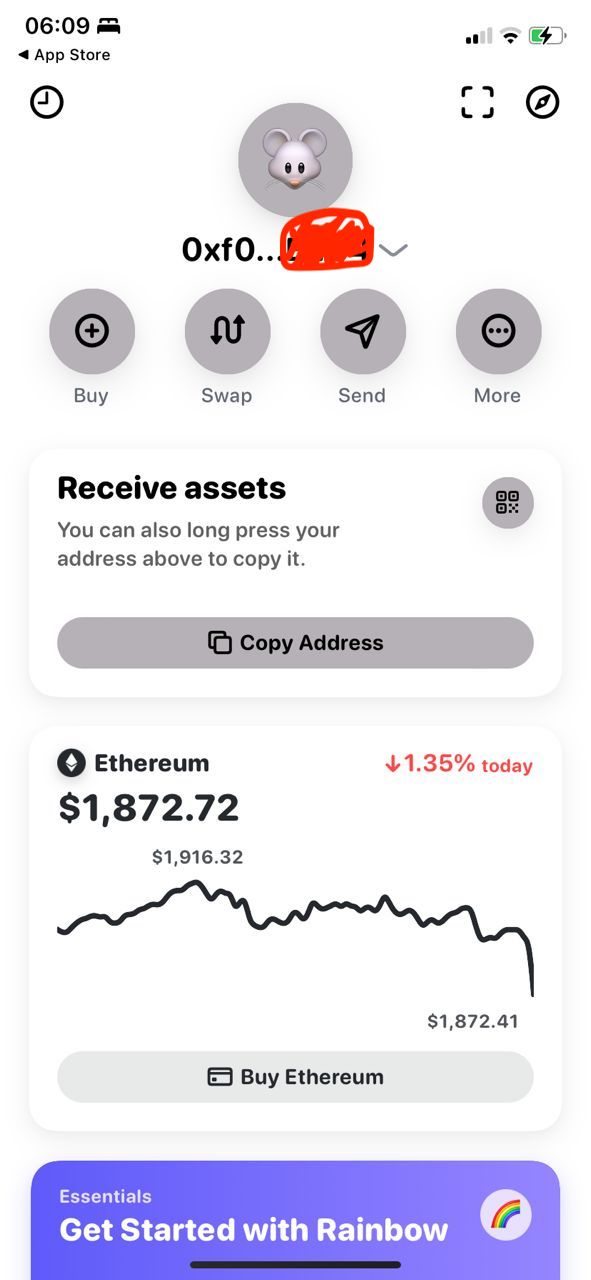 06:09
◀ App Store
0xf0...
Buy Swap Send More
Receive assets
You can also long press your
address above to copy it.
Copy Address
Ethereum ↓1.35% today
$1,872.72
$1,916.32
$1,872.41
Buy Ethereum
Essentials
Get Started with Rainbow